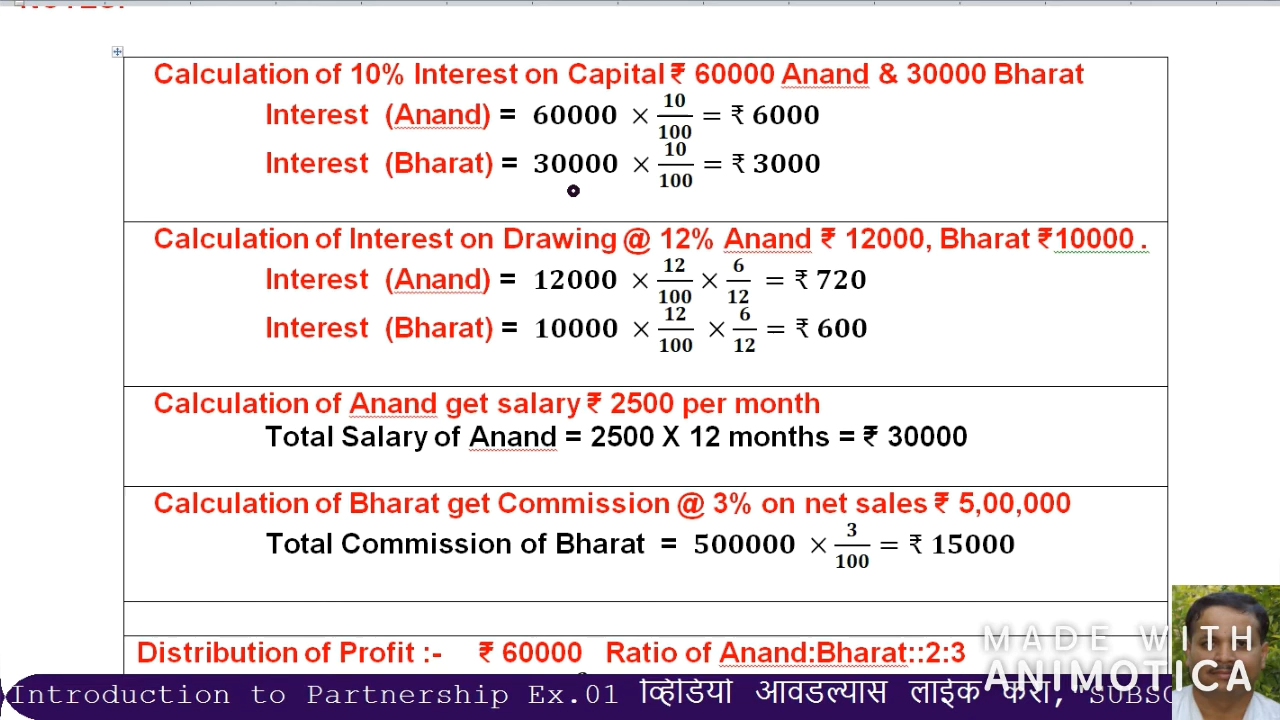 Calculation of 10% Interest on Capital ₹ 60000 Anand & 30000 Bharat
Interest (Anand) = 60000 × 10/100 = ₹ 6000
Interest (Bharat) = 30000 × 10/100 = ₹ 3000
Calculation of Interest on Drawing @ 12% Anand ₹ 12000, Bharat ₹10000 .
Interest (Anand) = 12000 × 12/100 × 6/12 = ₹ 720
Interest (Bharat) = 10000 × 12/100 × 6/12 = ₹ 600
Calculation of Anand get salary ₹ 2500 per month
Total Salary of Anand = 2500 X 12 months = ₹ 30000
Calculation of Bharat get Commission @ 3% on net sales ₹ 5,00,000
Total Commission of Bharat = 500000 × 3/100 = ₹ 15000
Distribution of Profit :- ₹ 60000 Ratio of Anand:Bharat::2:3
MADE WITH
ANIMOTICA
Introduction to Partnership Ex.01 व्हिडियो आवडल्यास लाईक करा, "SUBSC